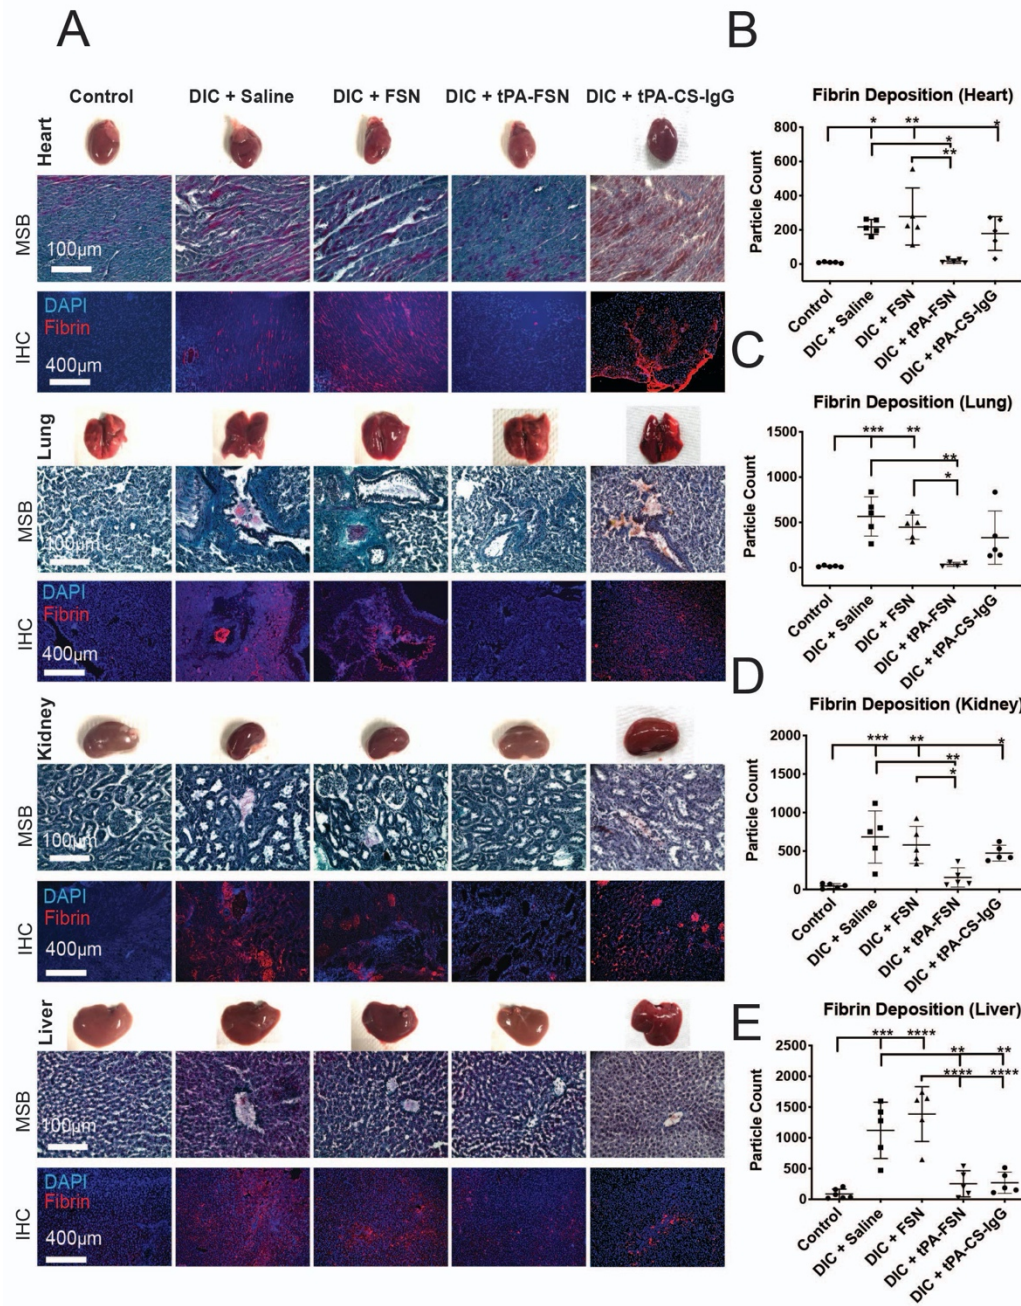 A
Control DIC + Saline DIC + FSN DIC + tPA-FSN DIC + tPA-CS-IgG
Heart
MSB
100µm
IHC
DAPI
Fibrin
400µm
Lung
MSB
100µm
IHC
DAPI
Fibrin
400µm
Kidney
MSB
100µm
IHC
DAPI
Fibrin
400µm
Liver
MSB
100µm
IHC
DAPI
Fibrin
400µm
B
Fibrin Deposition (Heart)
Particle Count
800
600
400
200
0
* ** *
*
**
Control
DIC + Saline
DIC + FSN
DIC + tPA-FSN
DIC + tPA-CS-IgG
C
Fibrin Deposition (Lung)
Particle Count
1500
1000
500
0
*** **
**
*
Control
DIC + Saline
DIC + FSN
DIC + tPA-FSN
DIC + tPA-CS-IgG
D
Fibrin Deposition (Kidney)
Particle Count
2000
1500
1000
500
0
*** ** *
**
*
Control
DIC + Saline
DIC + FSN
DIC + tPA-FSN
DIC + tPA-CS-IgG
E
Fibrin Deposition (Liver)
Particle Count
2500
2000
1500
1000
500
0
*** ****
** **
**** ****
Control
DIC + Saline
DIC + FSN
DIC + tPA-FSN
DIC + tPA-CS-IgG